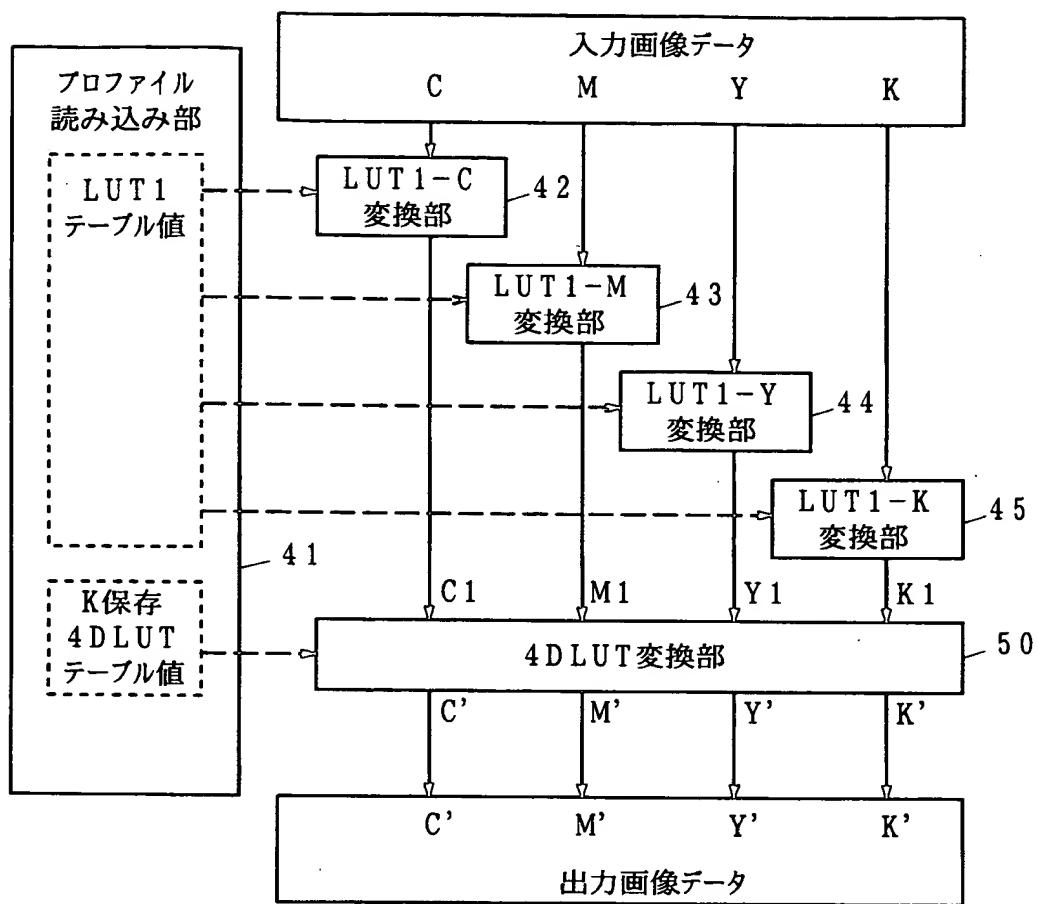 プロファイル
読み込み部
LUT1
テーブル値
K保存
4DLUT
テーブル値
41
入力画像データ
C M Y K
LUT1-C
変換部
42
LUT1-M
変換部
43
LUT1-Y
変換部
44
LUT1-K
変換部
45
C1 M1 Y1 K1
4DLUT変換部
50
C' M' Y' K'
C' M' Y' K'
出力画像データ